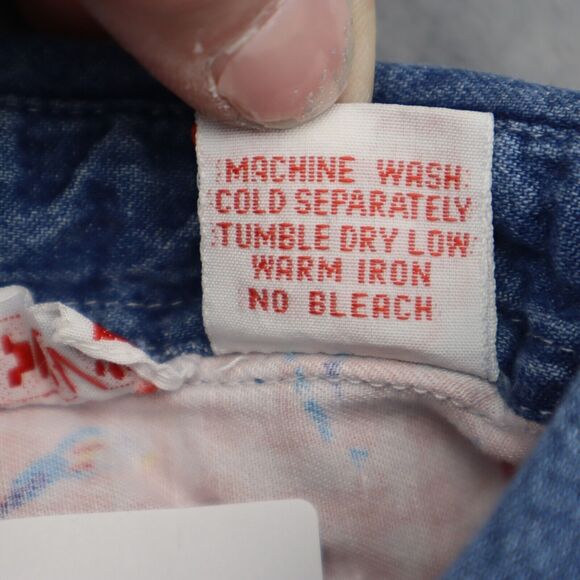 MACHINE WASH
COLD SEPARATELY
TUMBLE DRY LOW
WARM IRON
NO BLEACH